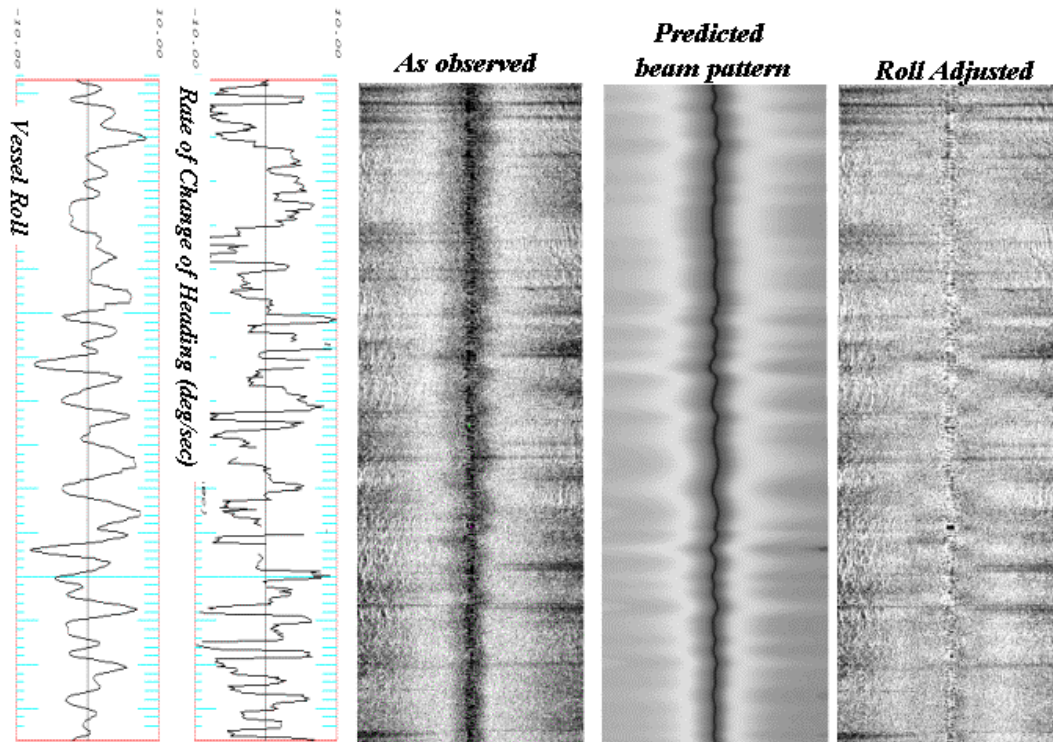 -10.00
10.00
-10.00
10.00
Vessel Roll
Rate of Change of Heading (deg/sec)
As observed
Predicted
beam pattern
Roll Adjusted